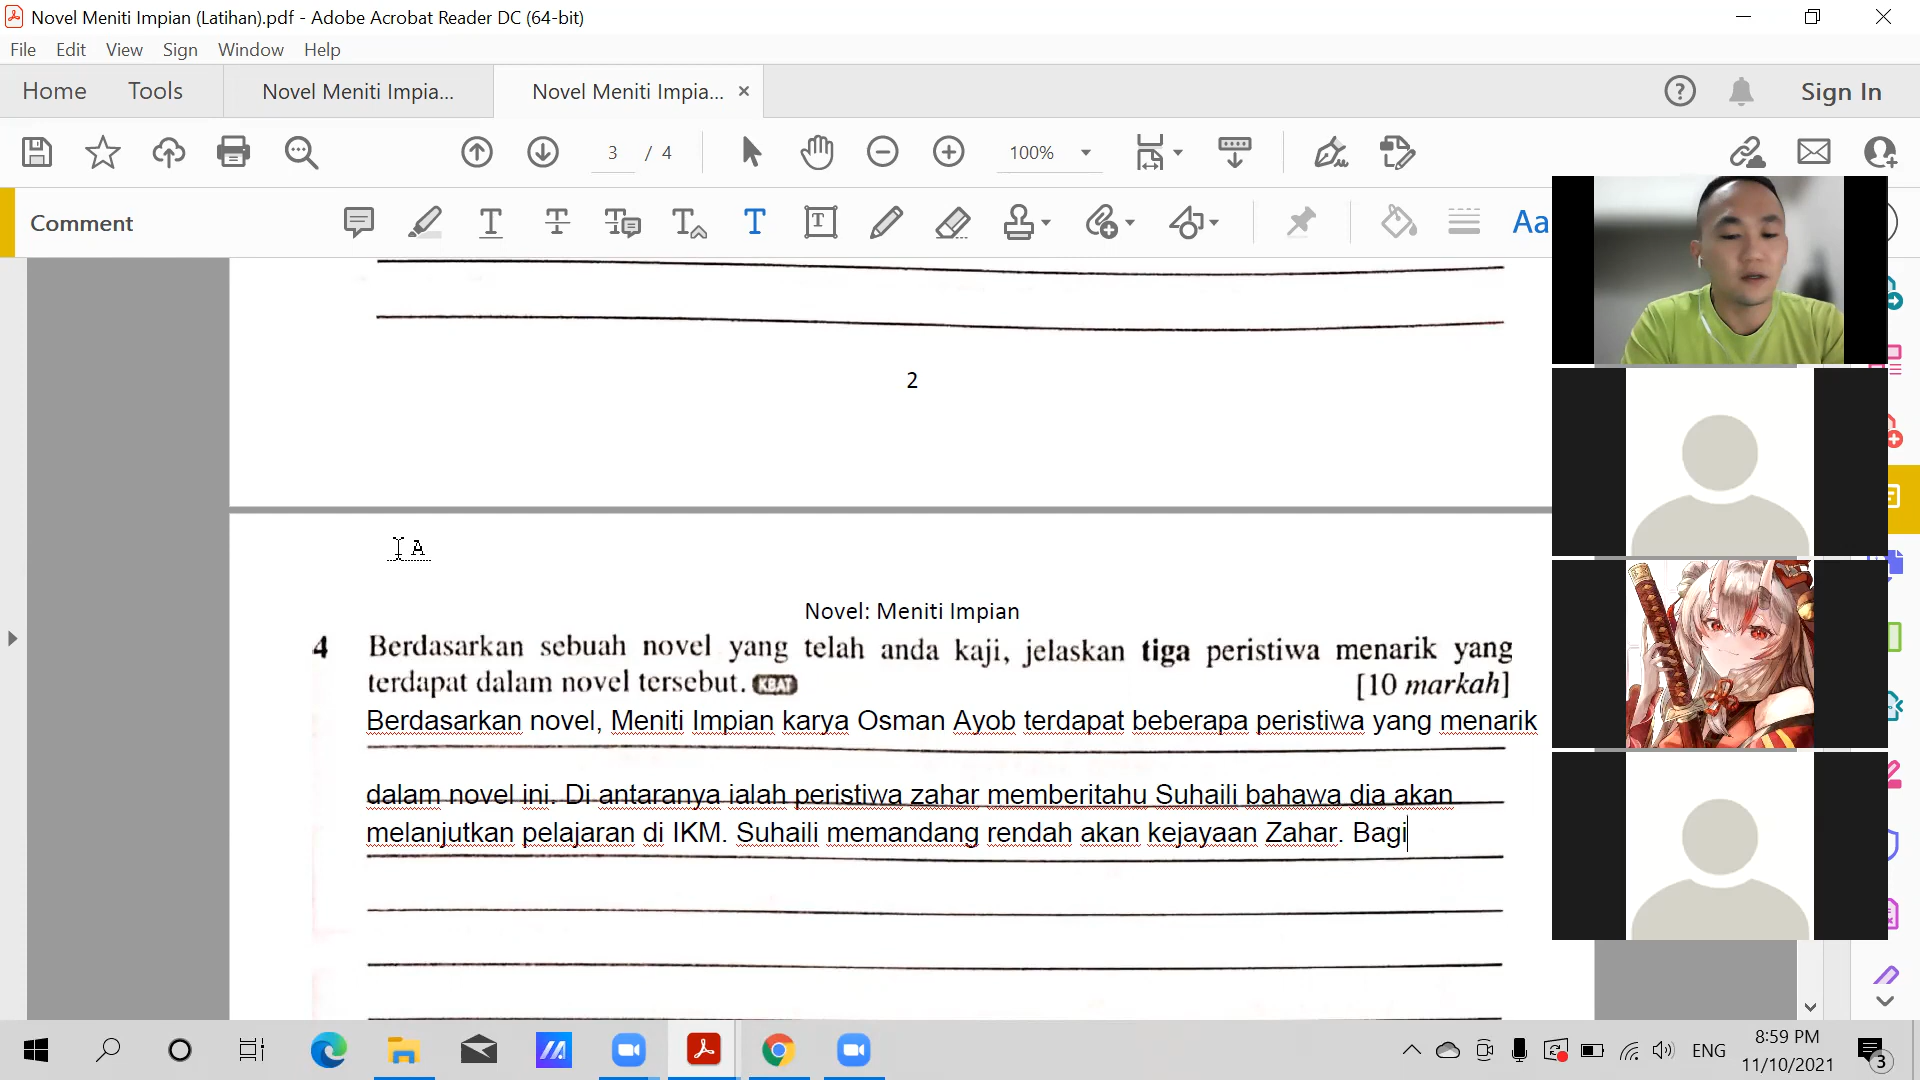 Novel Meniti Impian (Latihan).pdf - Adobe Acrobat Reader DC (64-bit)
File Edit View Sign Window Help
Home Tools Novel Meniti Impia... Novel Meniti Impia... × Sign In
3 / 4 100%
Comment Aa
2
Novel: Meniti Impian
4 Berdasarkan sebuah novel yang telah anda kaji, jelaskan tiga peristiwa menarik yang
terdapat dalam novel tersebut. KBAT [10 markah]
Berdasarkan novel, Meniti Impian karya Osman Ayob terdapat beberapa peristiwa yang menarik
dalam novel ini. Di antaranya ialah peristiwa zahar memberitahu Suhaili bahawa dia akan
melanjutkan pelajaran di IKM. Suhaili memandang rendah akan kejayaan Zahar. Bagi
ENG
8:59 PM
11/10/2021
3